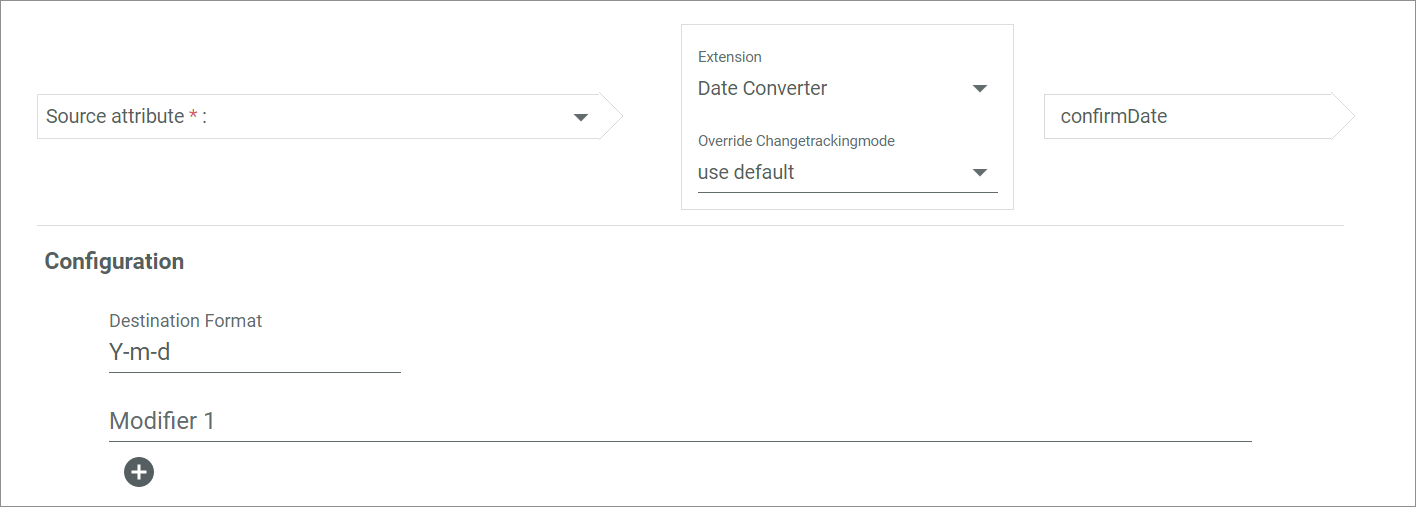 Extension
Date Converter
Source attribute * :
confirmDate
Override Changetrackingmode
use default
Configuration
Destination Format
Y-m-d
Modifier 1